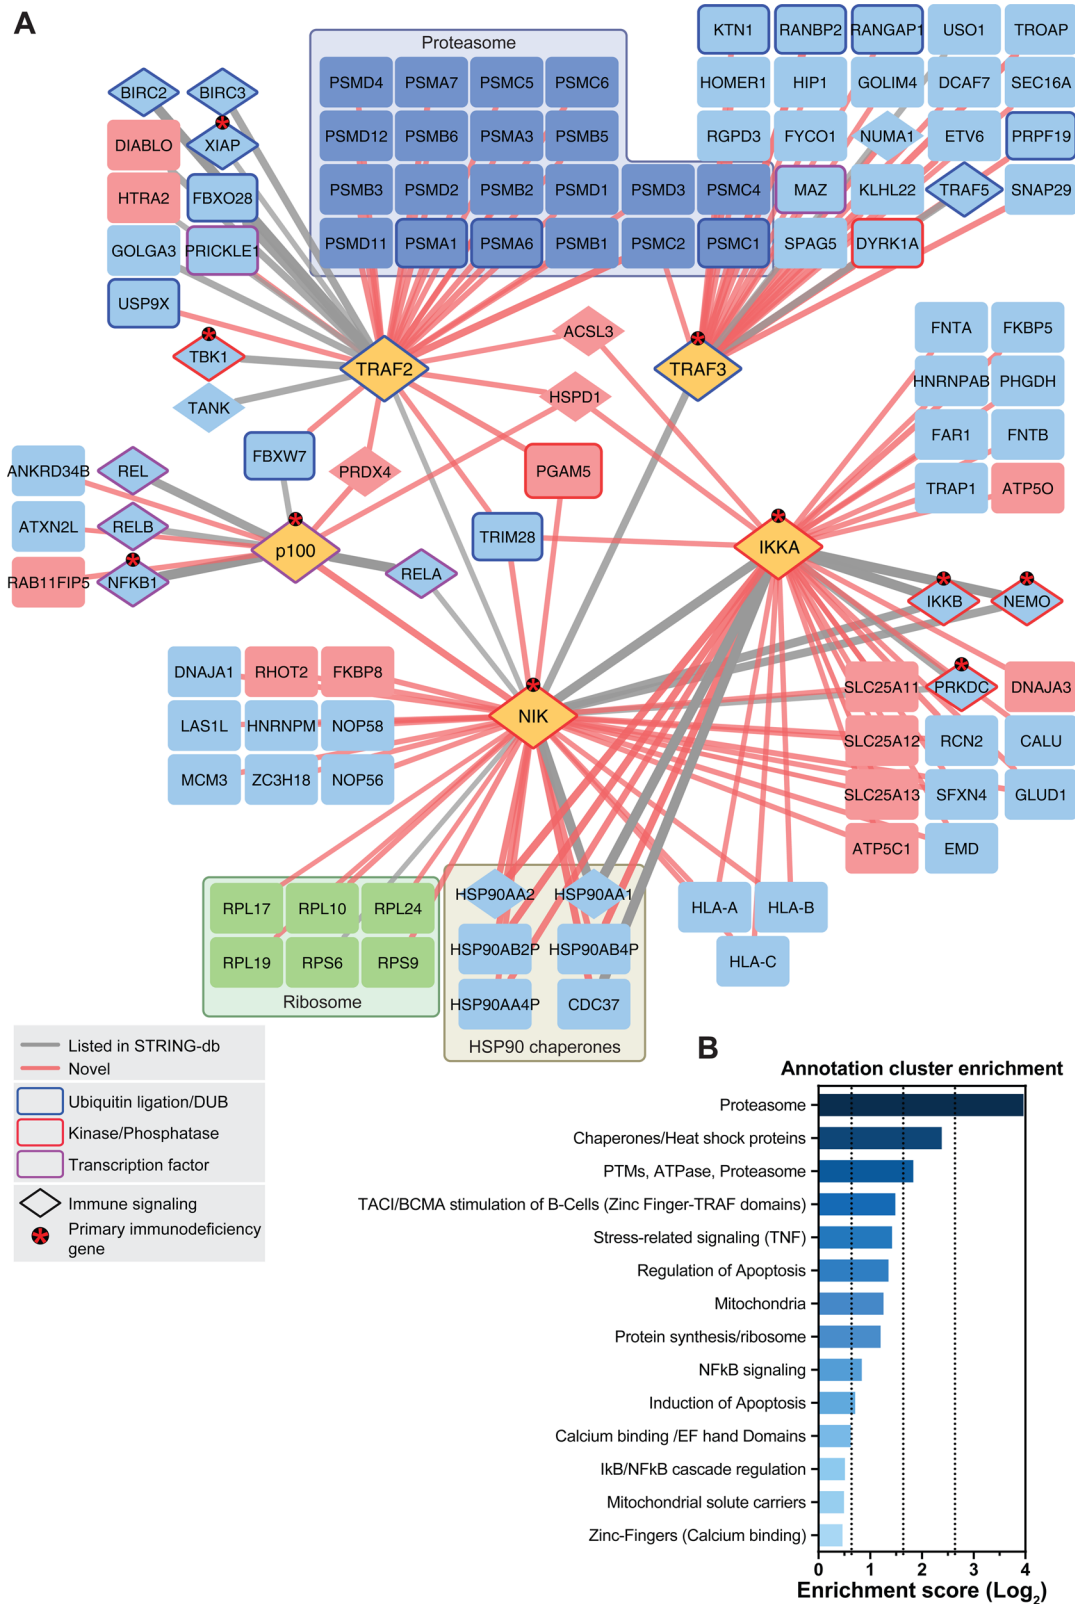 A
Proteasome
PSMD4 PSMA7 PSMC5 PSMC6
PSMD12 PSMB6 PSMA3 PSMB5
PSMB3 PSMD2 PSMB2 PSMD1 PSMD3 PSMC4
PSMD11 PSMA1 PSMA6 PSMB1 PSMC2 PSMC1
KTN1 RANBP2 RANGAP1 USO1 TROAP
HOMER1 HIP1 GOLIM4 DCAF7 SEC16A
RGPD3 FYCO1 NUMA1 ETV6 PRPF19
MAZ KLHL22 TRAF5 SNAP29
SPAG5 DYRK1A
BIRC2 BIRC3
DIABLO XIAP
HTRA2 FBXO28
GOLGA3 PRICKLE1
USP9X
TBK1
TANK
TRAF2
ACSL3
HSPD1
TRAF3
FNTA FKBP5
HNRNPAB PHGDH
FAR1 FNTB
TRAP1 ATP5O
FBXW7
PRDX4
PGAM5
TRIM28
ANKRD34B REL
ATXN2L RELB
RAB11FIP5 NFKB1
p100
RELA
IKKA
IKKB NEMO
DNAJA1 RHOT2 FKBP8
LAS1L HNRNPM NOP58
MCM3 ZC3H18 NOP56
NIK
SLC25A11 PRKDC DNAJA3
SLC25A12 RCN2 CALU
SLC25A13 SFXN4 GLUD1
ATP5C1 EMD
RPL17 RPL10 RPL24
RPL19 RPS6 RPS9
Ribosome
HSP90AA2 HSP90AA1
HSP90AB2P HSP90AB4P
HSP90AA4P CDC37
HSP90 chaperones
HLA-A HLA-B
HLA-C
Listed in STRING-db
Novel
Ubiquitin ligation/DUB
Kinase/Phosphatase
Transcription factor
Immune signaling
Primary immunodeficiency
gene
B
Annotation cluster enrichment
Proteasome
Chaperones/Heat shock proteins
PTMs, ATPase, Proteasome
TACI/BCMA stimulation of B-Cells (Zinc Finger-TRAF domains)
Stress-related signaling (TNF)
Regulation of Apoptosis
Mitochondria
Protein synthesis/ribosome
NFkB signaling
Induction of Apoptosis
Calcium binding /EF hand Domains
IkB/NFkB cascade regulation
Mitochondrial solute carriers
Zinc-Fingers (Calcium binding)
0 1 2 3 4
Enrichment score (Log2)